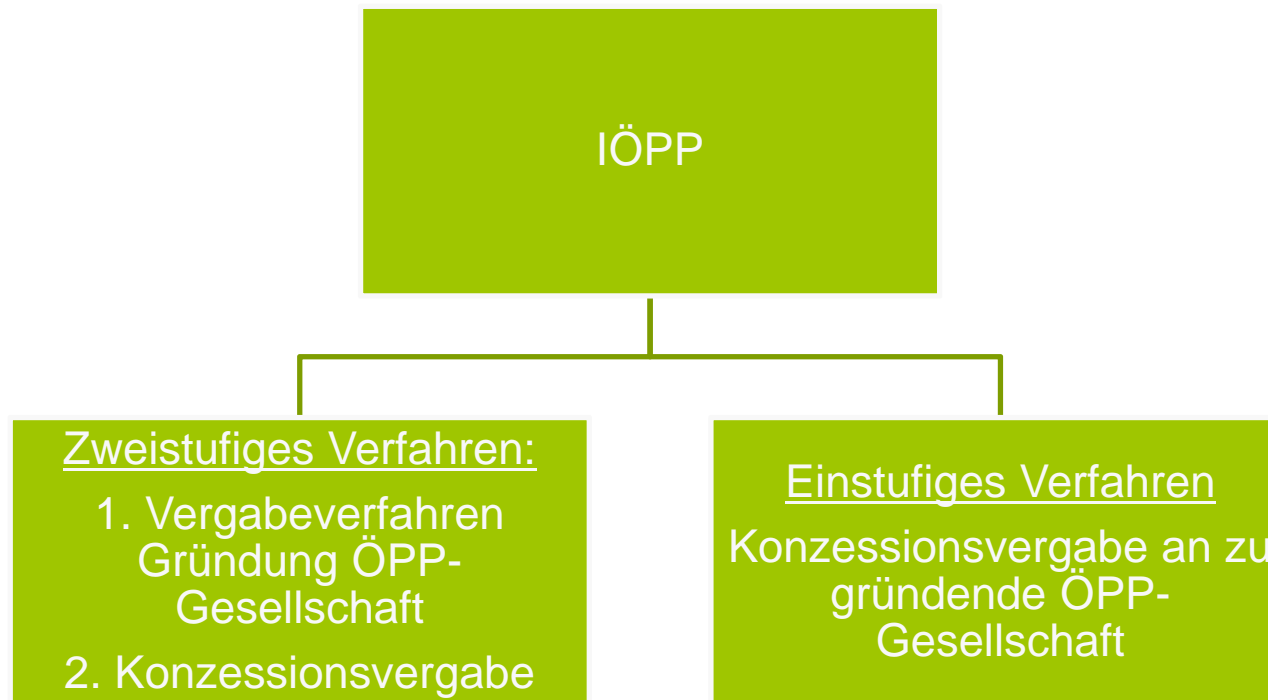 IÖPP
Zweistufiges Verfahren:
1. Vergabeverfahren
Gründung ÖPP-
Gesellschaft
2. Konzessionsvergabe
Einstufiges Verfahren
Konzessionsvergabe an zu
gründende ÖPP-
Gesellschaft